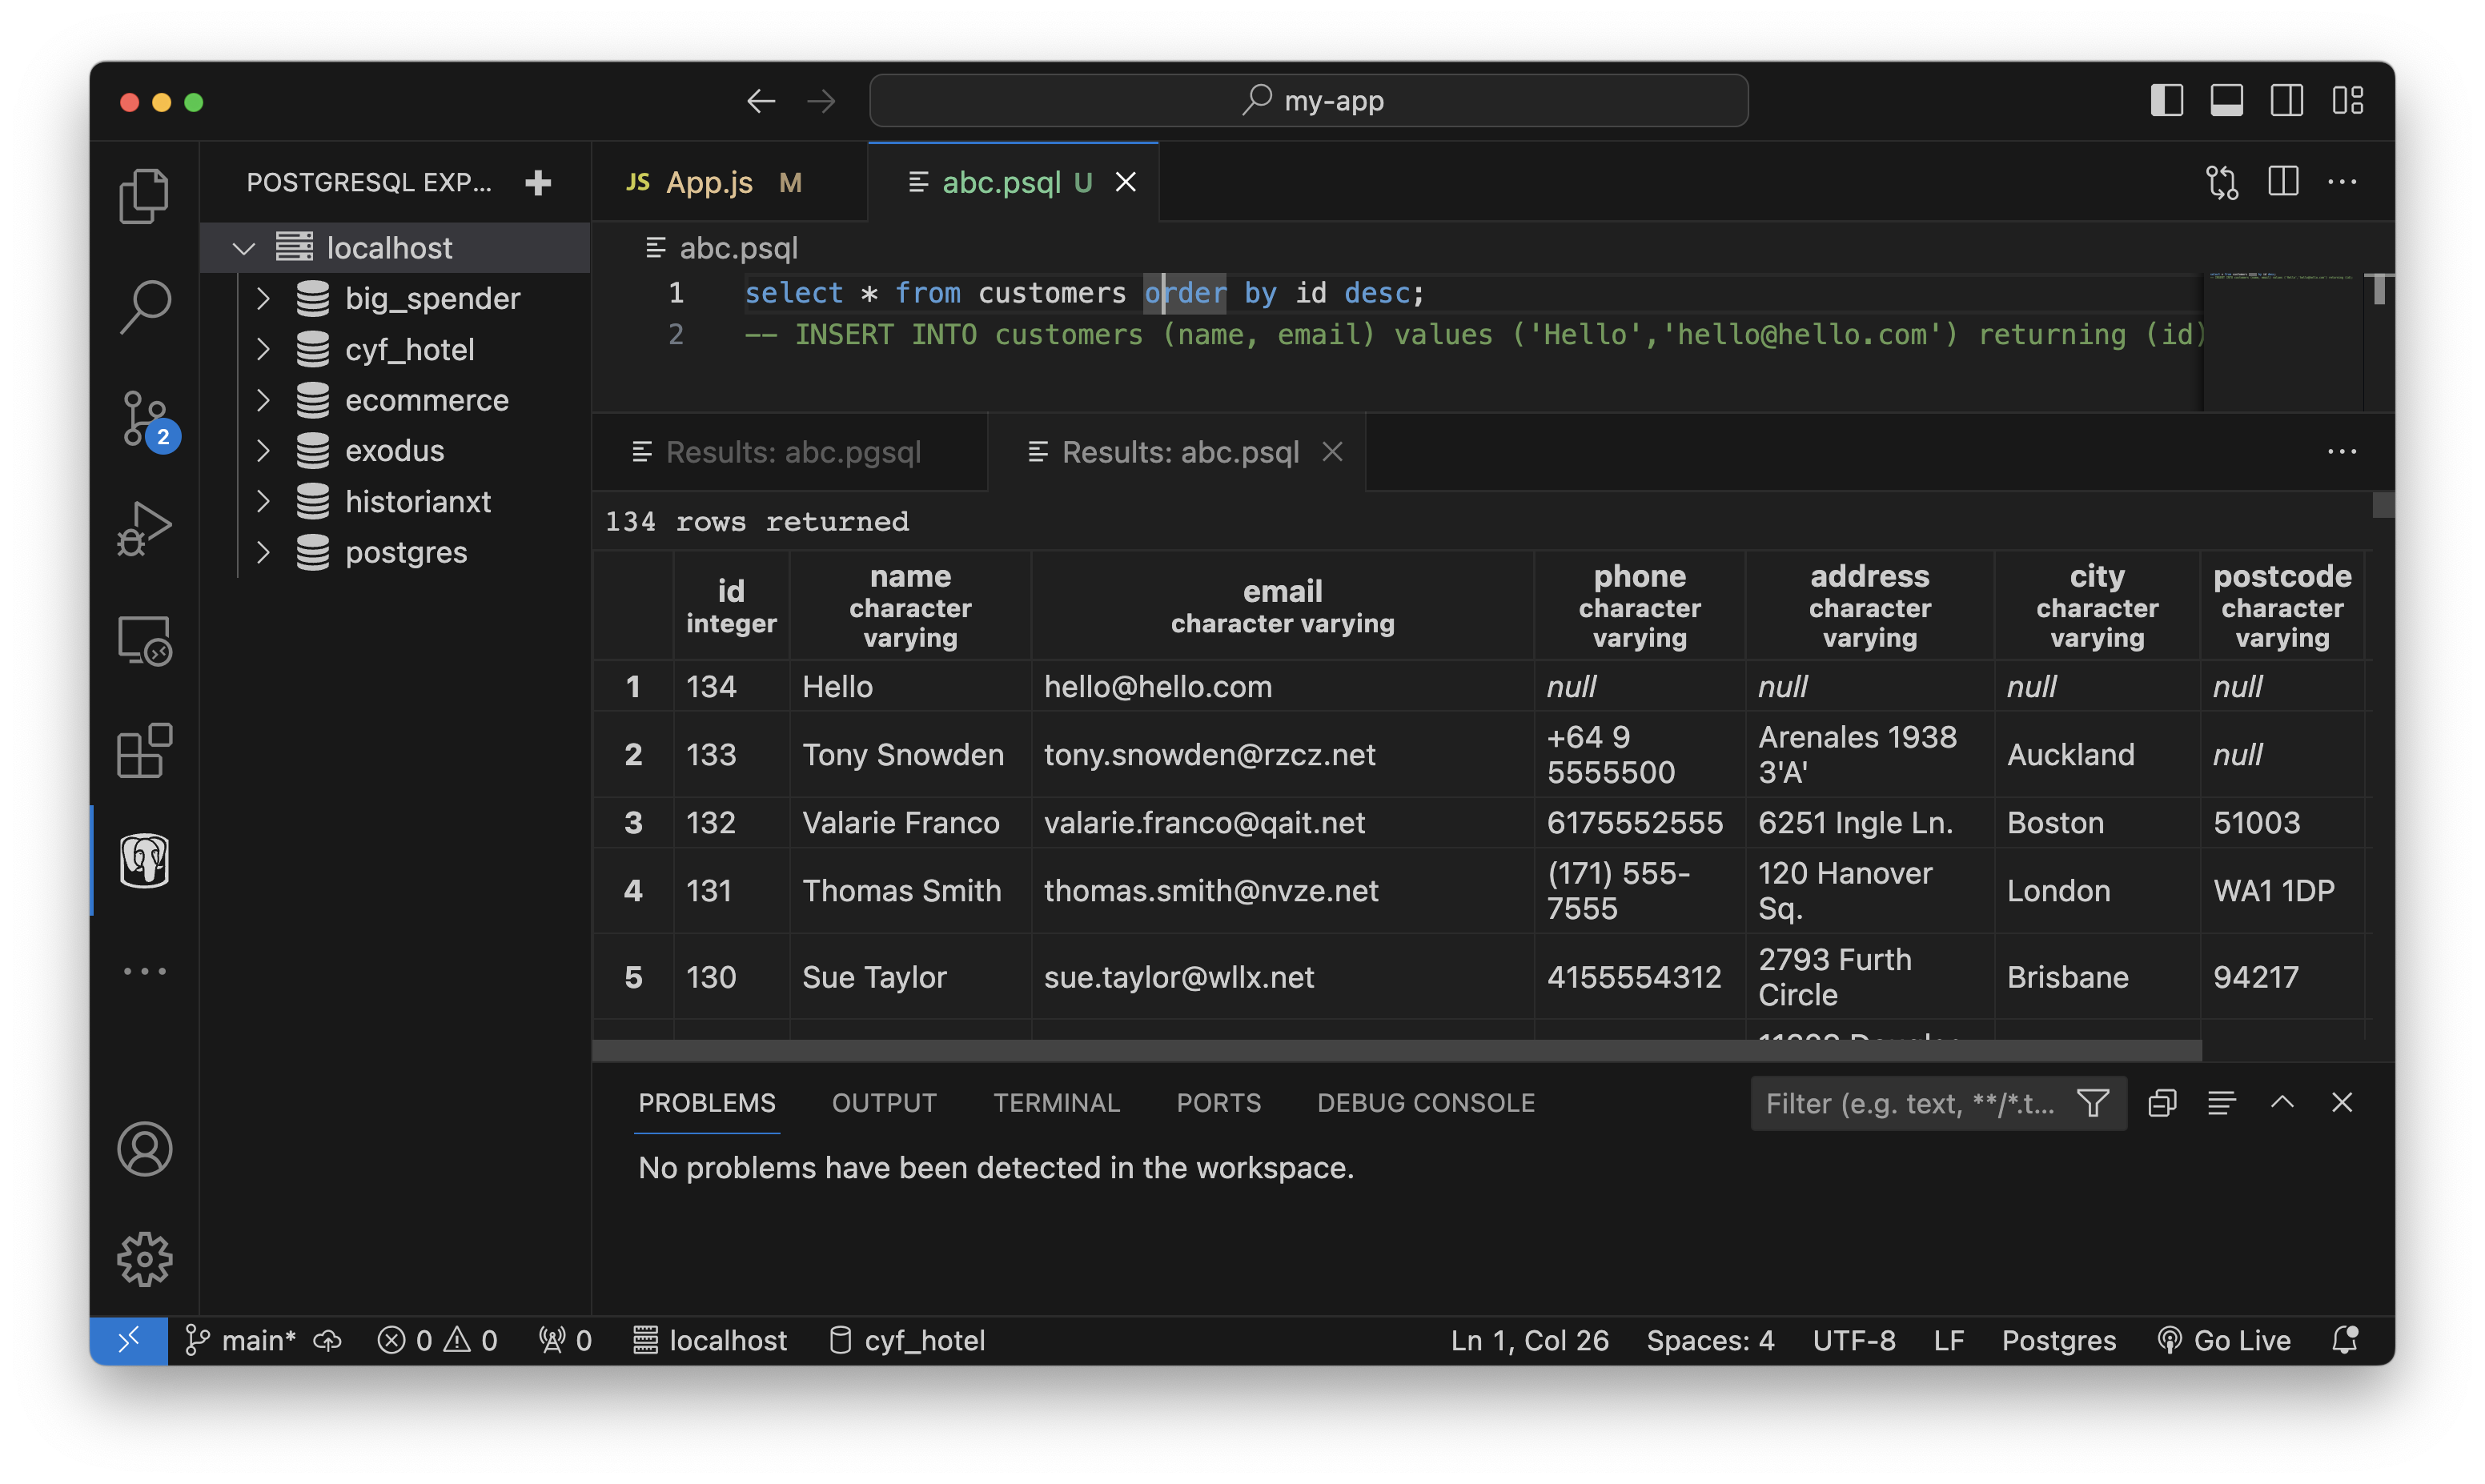 my-app
POSTGRESQL EXP...
localhost
big_spender
cyf_hotel
ecommerce
exodus
historianxt
postgres
2
JS App.js M
abc.psql U
abc.psql
1 select * from customers order by id desc;
2 -- INSERT INTO customers (name, email) values ('Hello','hello@hello.com') returning (id)
Results: abc.pgsql
Results: abc.psql
134 rows returned
id integer name character varying email character varying phone character varying address character varying city character varying postcode character varying
1 134 Hello hello@hello.com null null null null
2 133 Tony Snowden tony.snowden@rzcz.net +64 9 5555500 Arenales 1938 3'A' Auckland null
3 132 Valarie Franco valarie.franco@qait.net 6175552555 6251 Ingle Ln. Boston 51003
4 131 Thomas Smith thomas.smith@nvze.net (171) 555-7555 120 Hanover Sq. London WA1 1DP
5 130 Sue Taylor sue.taylor@wllx.net 4155554312 2793 Furth Circle Brisbane 94217
PROBLEMS OUTPUT TERMINAL PORTS DEBUG CONSOLE
Filter (e.g. text, **/*.t...
No problems have been detected in the workspace.
main* 0 0 0 localhost cyf_hotel Ln 1, Col 26 Spaces: 4 UTF-8 LF Postgres Go Live